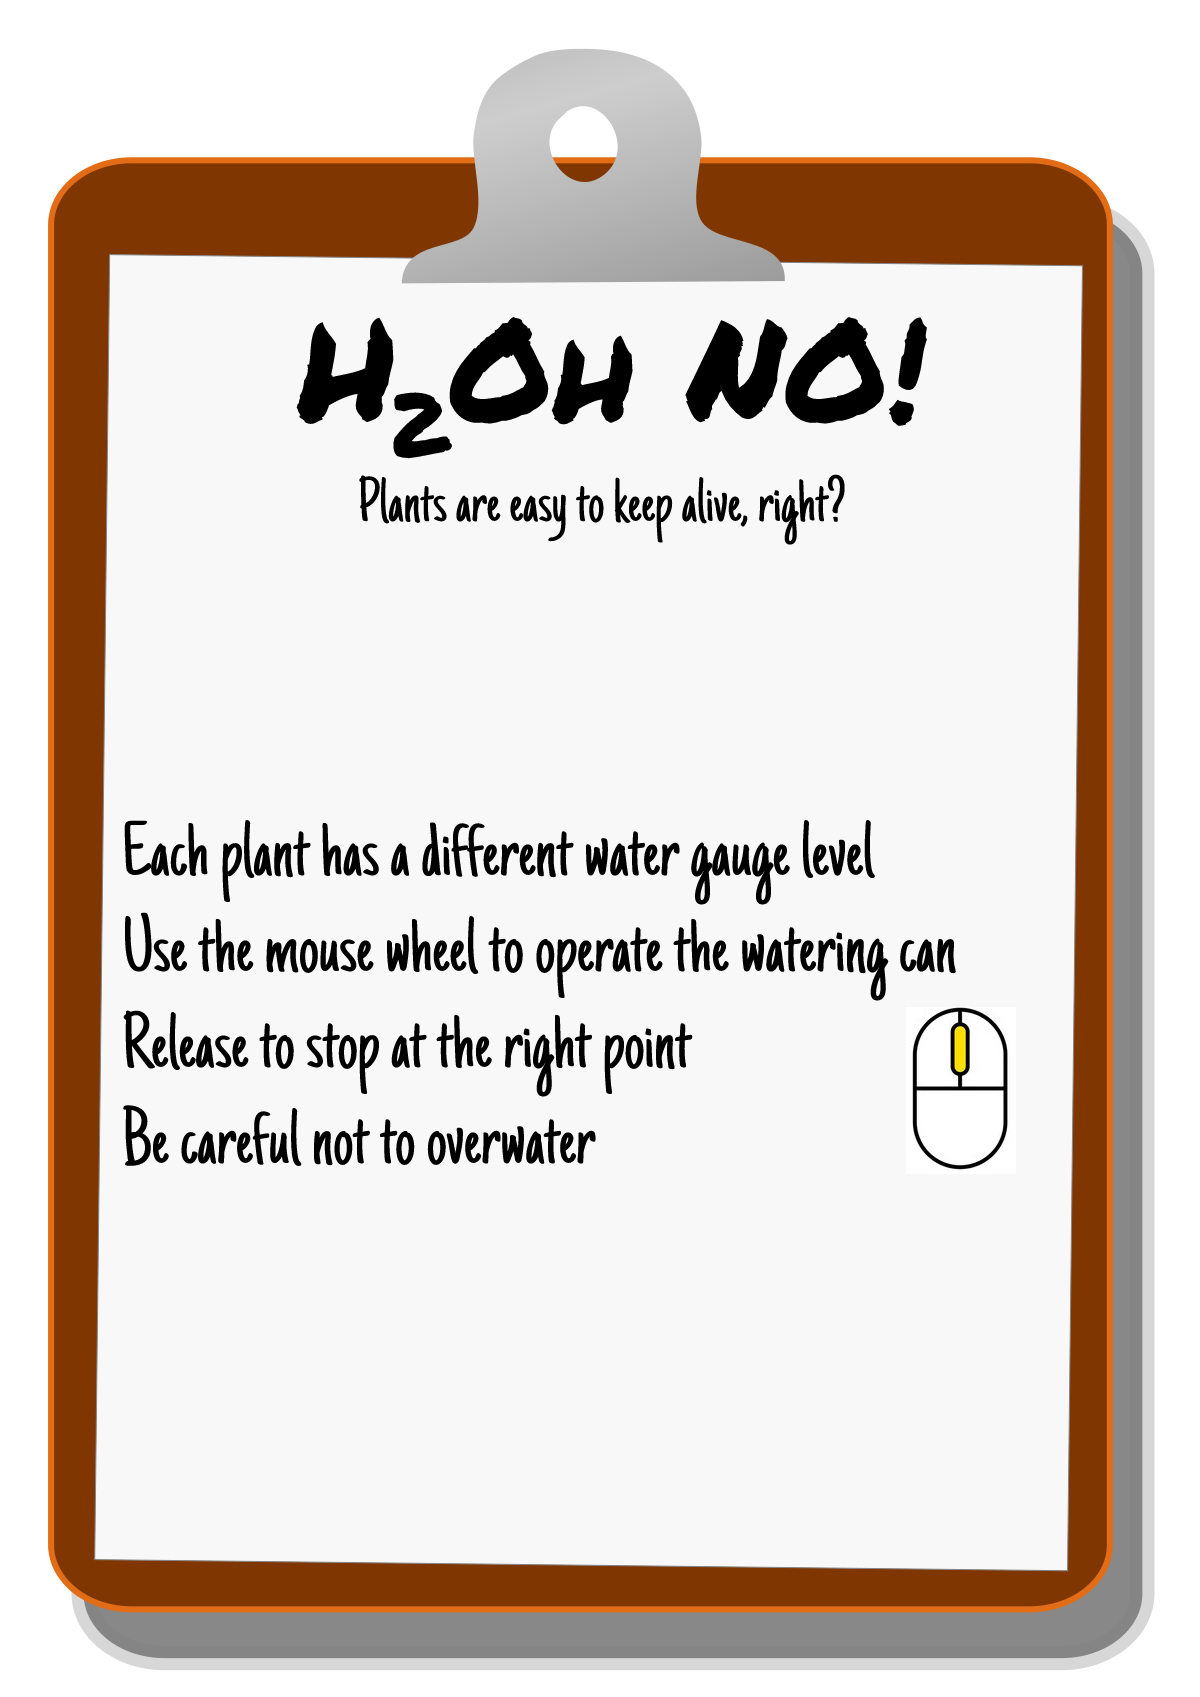 H₂OH NO!
Plants are easy to keep alive, right?
Each plant has a different water gauge level
Use the mouse wheel to operate the watering can
Release to stop at the right point
Be careful not to overwater